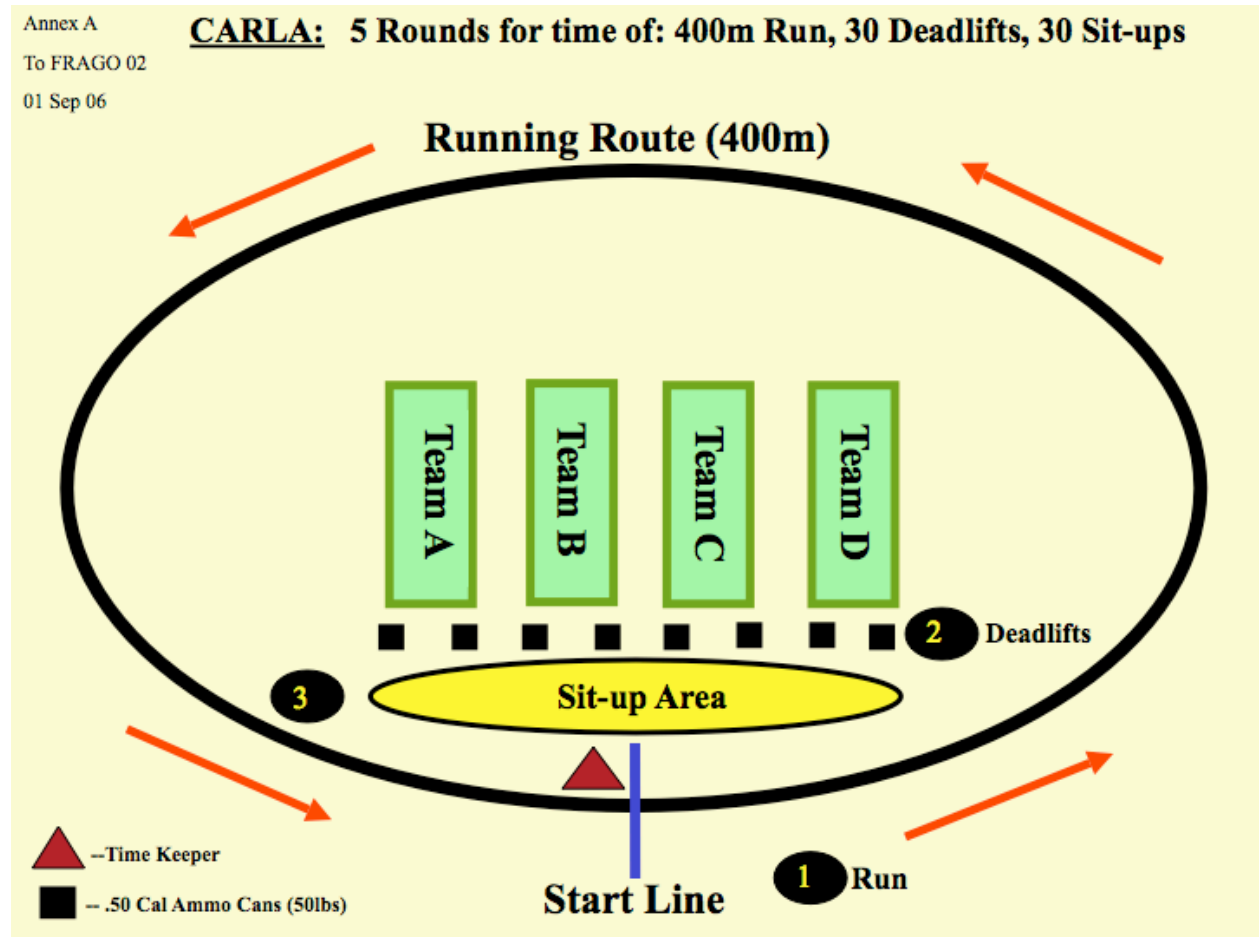 Annex A
To FRAGO 02
01 Sep 06
CARLA: 5 Rounds for time of: 400m Run, 30 Deadlifts, 30 Sit-ups
Running Route (400m)
Team A
Team B
Team C
Team D
2
Deadlifts
3
Sit-up Area
1
Run
Start Line
--Time Keeper
-- .50 Cal Ammo Cans (50lbs)